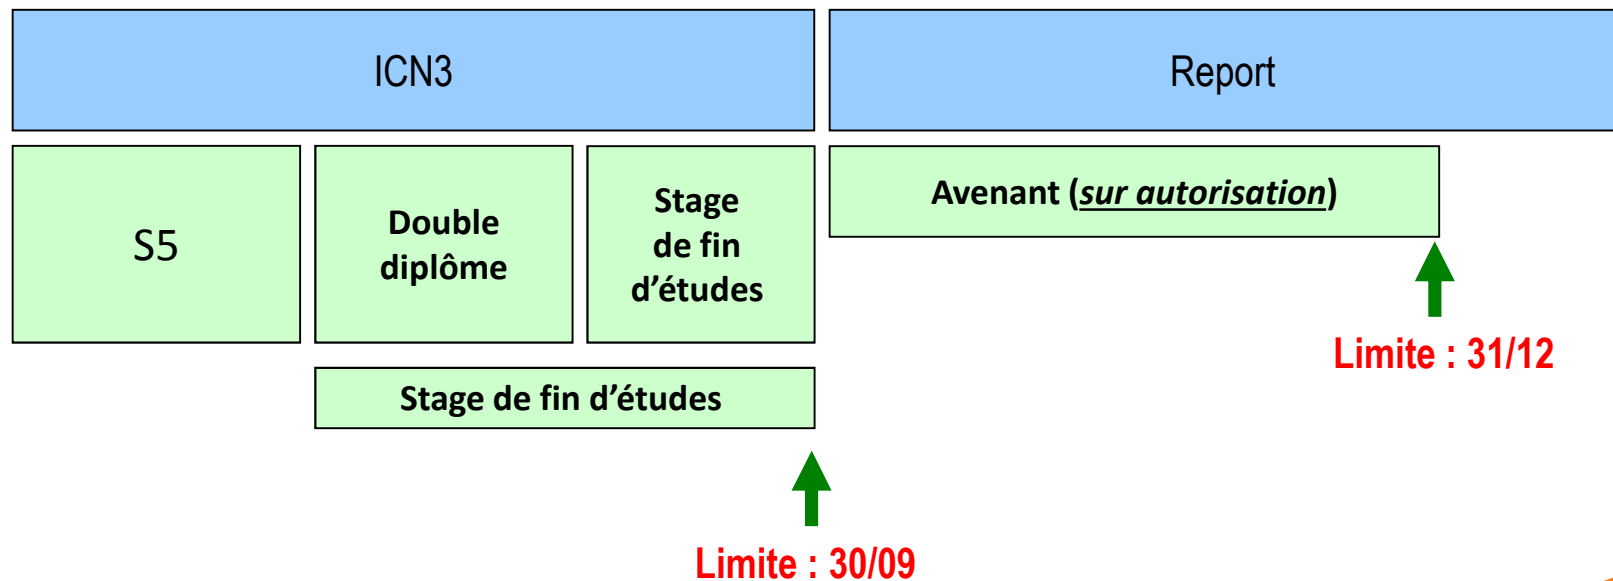 ICN3
Report
S5
Double
diplôme
Stage
de fin
d’études
Avenant (sur autorisation)
Limite : 31/12
Stage de fin d’études
Limite : 30/09